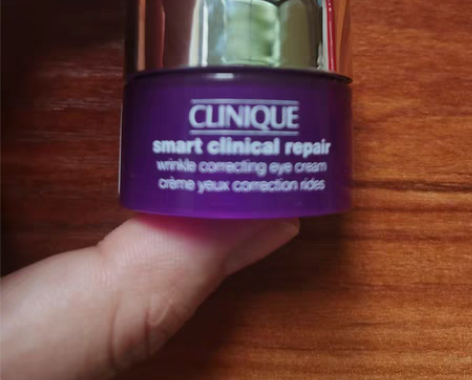 CLINIQUE
smart clinical repair
wrinkle correcting eye cream
crème yeux correction rides